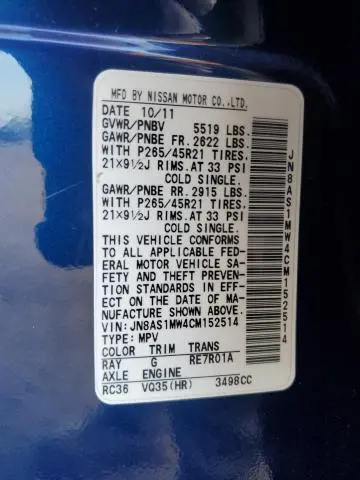 MFD BY NISSAN MOTOR CO.,LTD.
DATE 10/11
GVWR/PNBV 5519 LBS.
GAWR/PNBE FR. 2622 LBS.
WITH P265/45R21 TIRES.
21X9½J RIMS.AT 33 PSI
COLD SINGLE.
GAWR/PNBE RR. 2915 LBS.
WITH P265/45R21 TIRES.
21X9½J RIMS.AT 33 PSI
COLD SINGLE.
THIS VEHICLE CONFORMS
TO ALL APPLICABLE FED-
ERAL MOTOR VEHICLE SA-
FETY AND THEFT PREVEN-
TION STANDARDS IN EFF-
ECT ON THE DATE OF MA-
NUFACTURE SHOWN ABOVE.
VIN: JN8AS1MW4CM152514
TYPE: MPV
COLOR TRIM TRANS
RAY G RE7R01A
AXLE ENGINE
RC36 VQ35(HR) 3498CC
JN8AS1MW4CM152514